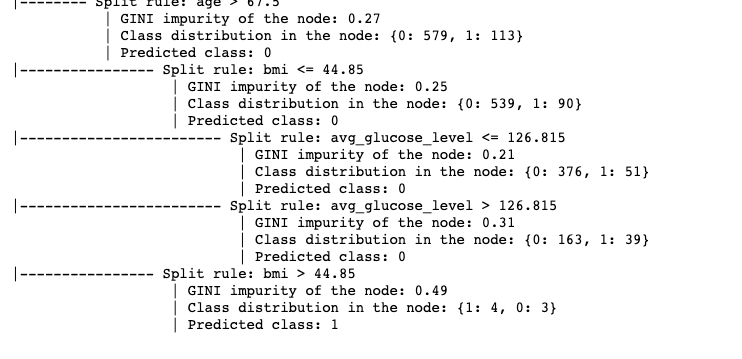 |-------- Split rule: age > 67.5
| GINI impurity of the node: 0.27
| Class distribution in the node: {0: 579, 1: 113}
| Predicted class: 0
|---------------- Split rule: bmi <= 44.85
| GINI impurity of the node: 0.25
| Class distribution in the node: {0: 539, 1: 90}
| Predicted class: 0
|------------------------ Split rule: avg_glucose_level <= 126.815
| GINI impurity of the node: 0.21
| Class distribution in the node: {0: 376, 1: 51}
| Predicted class: 0
|------------------------ Split rule: avg_glucose_level > 126.815
| GINI impurity of the node: 0.31
| Class distribution in the node: {0: 163, 1: 39}
| Predicted class: 0
|---------------- Split rule: bmi > 44.85
| GINI impurity of the node: 0.49
| Class distribution in the node: {1: 4, 0: 3}
| Predicted class: 1